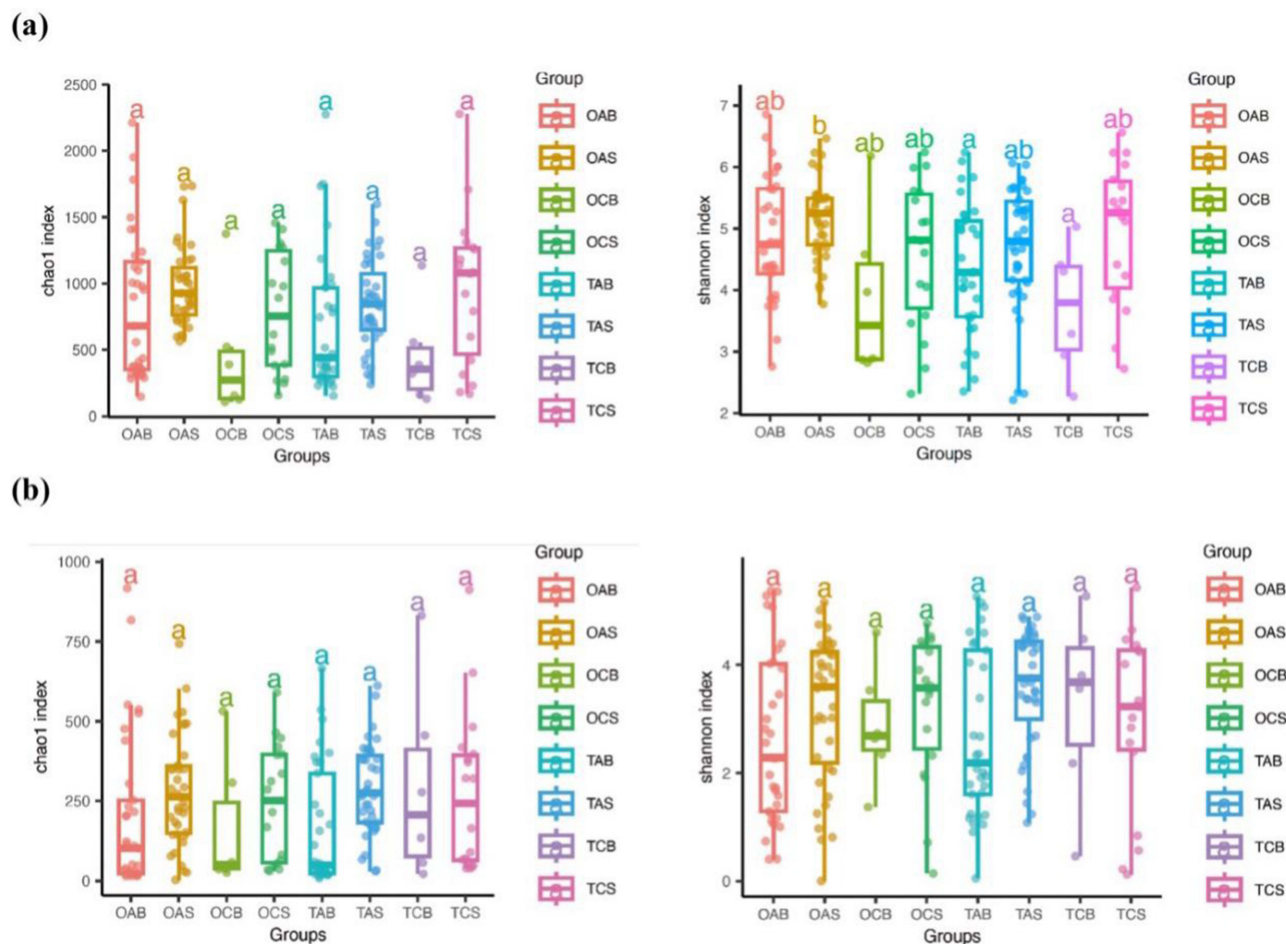 (a)
2500
2000
1500
1000
500
0
chao1 index
a a a a a a a a
OAB OAS OCB OCS TAB TAS TCB TCS
Groups
Group
OAB
OAS
OCB
OCS
TAB
TAS
TCB
TCS
7
6
5
4
3
2
shannon index
ab b ab ab a ab a ab
OAB OAS OCB OCS TAB TAS TCB TCS
Groups
Group
OAB
OAS
OCB
OCS
TAB
TAS
TCB
TCS
(b)
1000
750
500
250
0
chao1 index
a a a a a a a a
OAB OAS OCB OCS TAB TAS TCB TCS
Groups
Group
OAB
OAS
OCB
OCS
TAB
TAS
TCB
TCS
4
2
0
shannon index
a a a a a a a a
OAB OAS OCB OCS TAB TAS TCB TCS
Groups
Group
OAB
OAS
OCB
OCS
TAB
TAS
TCB
TCS